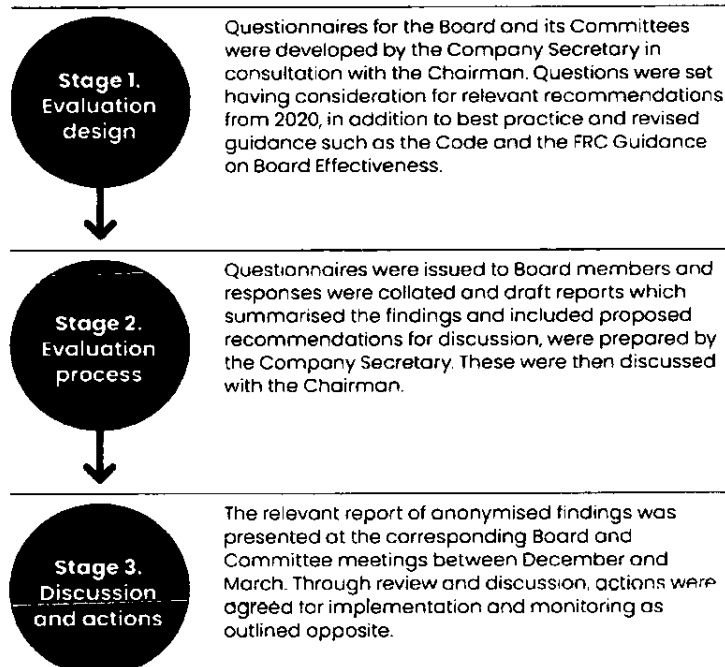 Stage 1.
Evaluation
design
Questionnaires for the Board and its Committees
were developed by the Company Secretary in
consultation with the Chairman. Questions were set
having consideration for relevant recommendations
from 2020, in addition to best practice and revised
guidance such as the Code and the FRC Guidance
on Board Effectiveness.
Stage 2.
Evaluation
process
Questionnaires were issued to Board members and
responses were collated and draft reports which
summarised the findings and included proposed
recommendations for discussion, were prepared by
the Company Secretary. These were then discussed
with the Chairman.
Stage 3.
Discussion
and actions
The relevant report of anonymised findings was
presented at the corresponding Board and
Committee meetings between December and
March. Through review and discussion, actions were
agreed for implementation and monitoring as
outlined opposite.